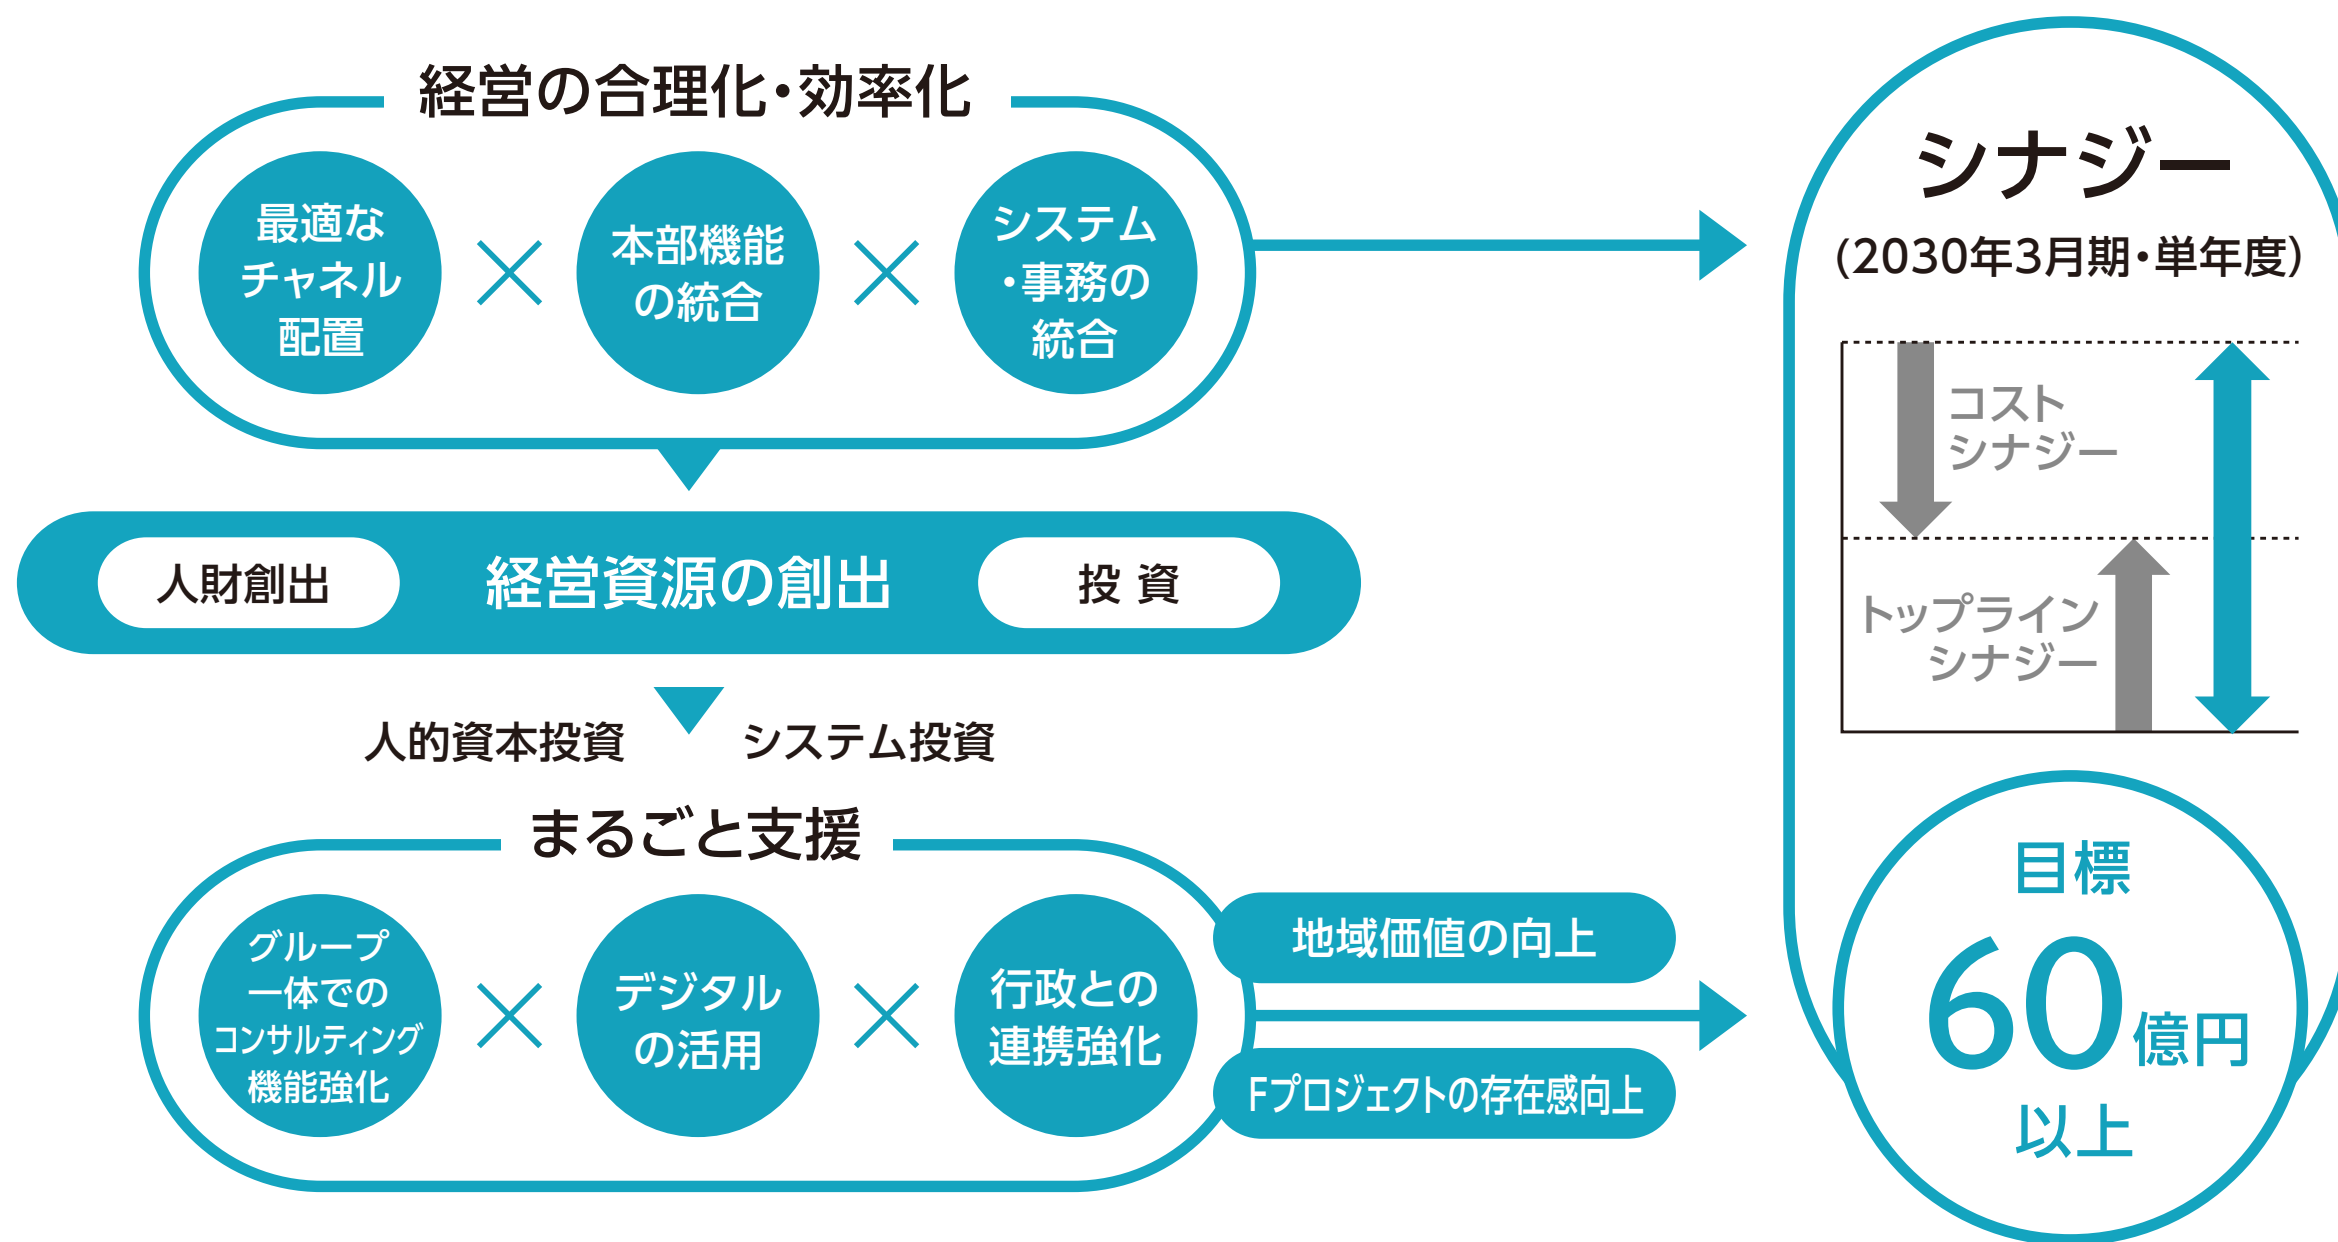 経営の合理化・効率化
最適な
チャネル
配置
本部機能
の統合
システム
・事務の
統合
人財創出
経営資源の創出
投 資
人的資本投資
システム投資
まるごと支援
グループ
一体での
コンサルティング
機能強化
デジタル
の活用
行政との
連携強化
地域価値の向上
Fプロジェクトの存在感向上
シナジー
(2030年3月期・単年度)
コスト
シナジー
トップライン
シナジー
目標
60億円
以上